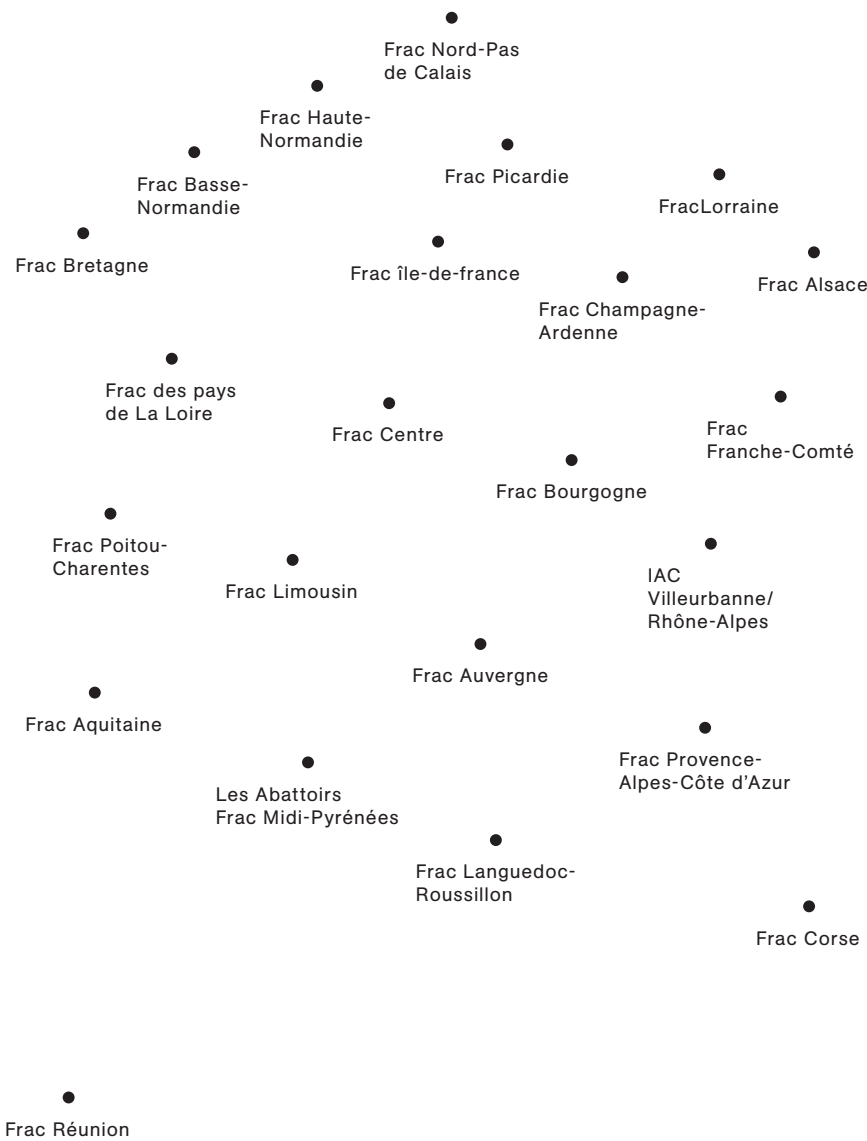 Frac Nord-Pas
de Calais
Frac Haute-
Normandie
Frac Picardie
Frac Basse-
Normandie
FracLorraine
Frac Bretagne
Frac île-de-france
Frac Alsace
Frac Champagne-
Ardenne
Frac des pays
de La Loire
Frac Centre
Frac
Franche-Comté
Frac Bourgogne
Frac Poitou-
Charentes
Frac Limousin
IAC
Villeurbanne/
Rhône-Alpes
Frac Auvergne
Frac Aquitaine
Frac Provence-
Alpes-Côte d’Azur
Les Abattoirs
Frac Midi-Pyrénées
Frac Languedoc-
Roussillon
Frac Corse
Frac Réunion